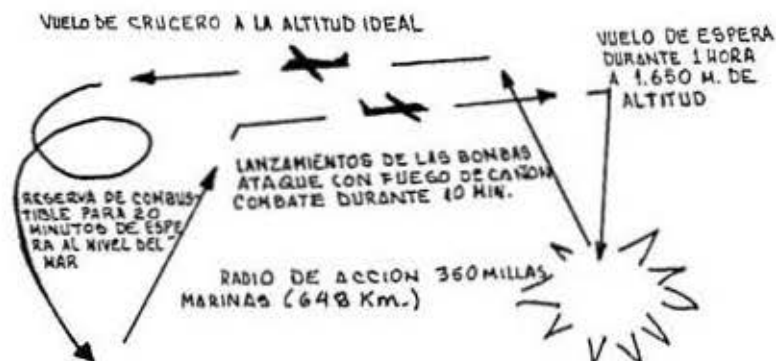 VUELO DE CRUCERO A LA ALTITUD IDEAL
VUELO DE ESPERA
DURANTE 1 HORA
A 1.650 M. DE
ALTITUD
LANZAMIENTOS DE LAS BOMBAS
ATAQUE CON FUEGO DE CAÑON
COMBATE DURANTE 10 MIN.
RESERVA DE COMBUS-
TIBLE PARA 20
MINUTOS DE ESPE-
RA AL NIVEL DEL
MAR
RADIO DE ACCION 360 MILLAS
MARINAS (648 Km.)